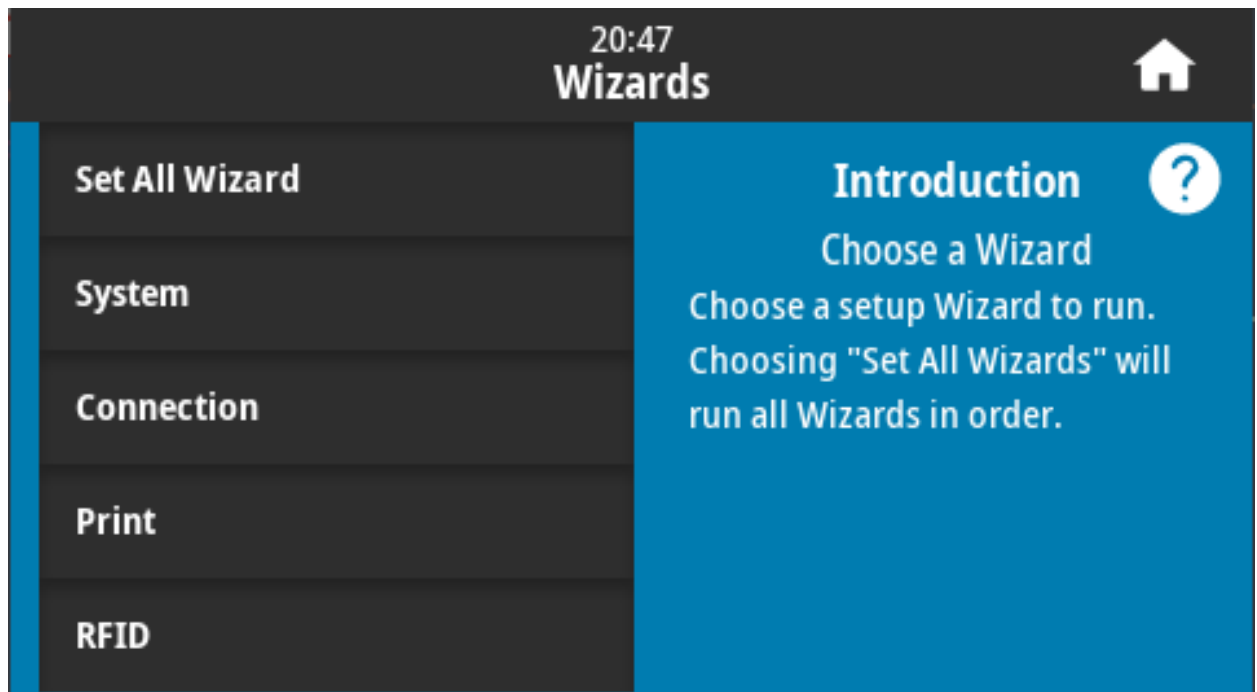 20:47
Wizards
Set All Wizard
System
Connection
Print
RFID
Introduction
?
Choose a Wizard
Choose a setup Wizard to run.
Choosing "Set All Wizards" will
run all Wizards in order.